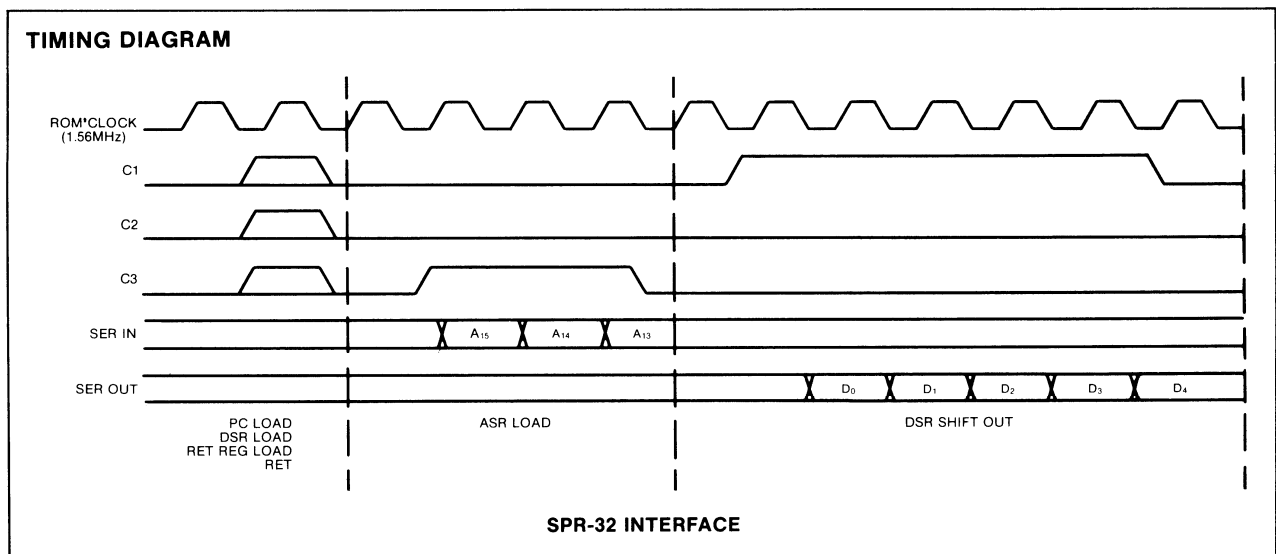 TIMING DIAGRAM
ROM'CLOCK
(1.56MHz)
C1
C2
C3
SER IN
A15 A14 A13
SER OUT
D0 D1 D2 D3 D4
PC LOAD
DSR LOAD
RET REG LOAD
RET
ASR LOAD
DSR SHIFT OUT
SPR-32 INTERFACE